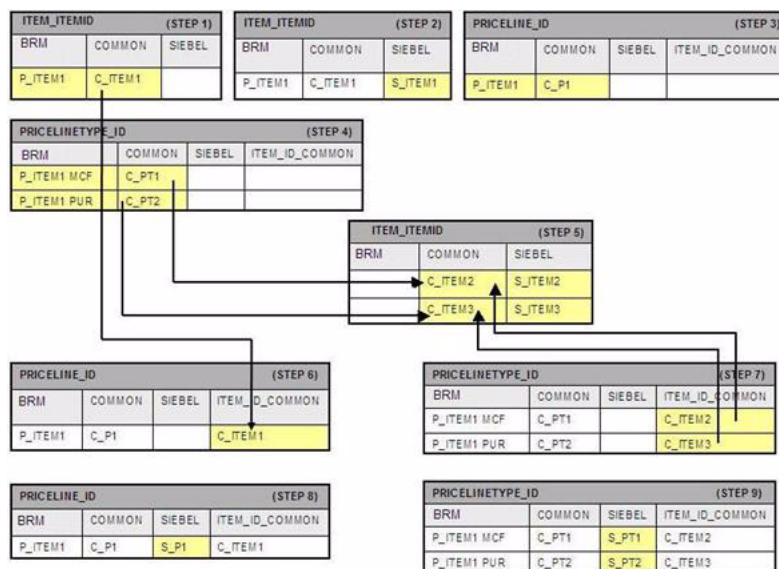 ITEM_ITEMID (STEP 1)
BRM COMMON SIEBEL
P_ITEM1 C_ITEM1
ITEM_ITEMID (STEP 2)
BRM COMMON SIEBEL
P_ITEM1 C_ITEM1 S_ITEM1
PRICELINE_ID (STEP 3)
BRM COMMON SIEBEL ITEM_ID_COMMON
P_ITEM1 C_P1
PRICELINETYPE_ID (STEP 4)
BRM COMMON SIEBEL ITEM_ID_COMMON
P_ITEM1 MCF C_PT1
P_ITEM1 PUR C_PT2
ITEM_ITEMID (STEP 5)
BRM COMMON SIEBEL
C_ITEM2 S_ITEM2
C_ITEM3 S_ITEM3
PRICELINE_ID (STEP 6)
BRM COMMON SIEBEL ITEM_ID_COMMON
P_ITEM1 C_P1 C_ITEM1
PRICELINETYPE_ID (STEP 7)
BRM COMMON SIEBEL ITEM_ID_COMMON
P_ITEM1 MCF C_PT1 C_ITEM2
P_ITEM1 PUR C_PT2 C_ITEM3
PRICELINE_ID (STEP 8)
BRM COMMON SIEBEL ITEM_ID_COMMON
P_ITEM1 C_P1 S_P1 C_ITEM1
PRICELINETYPE_ID (STEP 9)
BRM COMMON SIEBEL ITEM_ID_COMMON
P_ITEM1 MCF C_PT1 S_PT1 C_ITEM2
P_ITEM1 PUR C_PT2 S_PT2 C_ITEM3